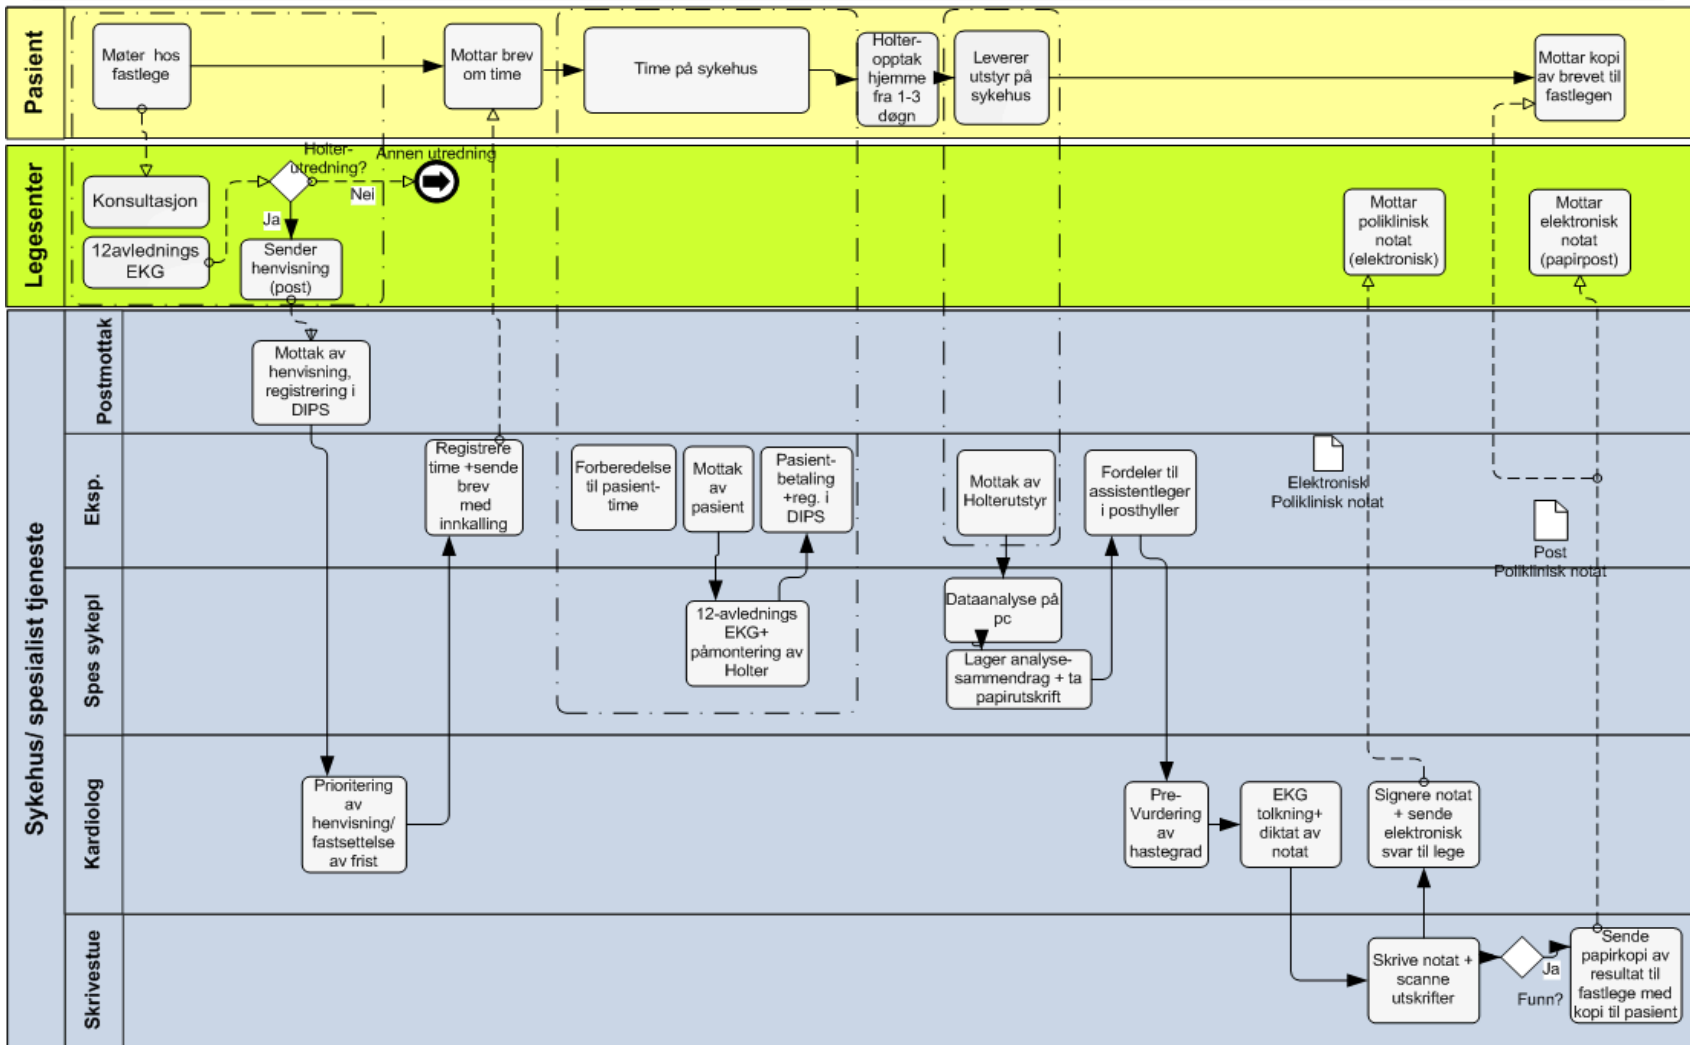 Pasient
Møter hos
fastlege
Mottar brev
om time
Time på sykehus
Holter-
opptak
hjemme
fra 1-3
døgn
Leverer
utstyr på
sykehus
Mottar kopi
av brevet til
fastlegen
Legesenter
Konsultasjon
12avlednings
EKG
Holter-
utredning?
Ja
Nei
Annen utredning
Sender
henvisning
(post)
Mottar
poliklinisk
notat
(elektronisk)
Mottar
elektronisk
notat
(papirpost)
Sykehus/ spesialist tjeneste
Postmottak
Mottak av
henvisning,
registrering i
DIPS
Eksp.
Registrere
time +sende
brev
med
innkalling
Forberedelse
til pasient-
time
Mottak
av
pasient
Pasient-
betaling
+reg. i
DIPS
Mottak av
Holterutstyr
Fordeler til
assistentleger
i posthyller
Elektronisk
Poliklinisk notat
Post
Poliklinisk notat
Spes sykepl
12-avlednings
EKG+
påmontering av
Holter
Dataanalyse på
pc
Lager analyse-
sammendrag + ta
papirutskrift
Kardiolog
Prioritering
av
henvisning/
fastsettelse
av frist
Pre-
Vurdering
av
hastegrad
EKG
tolkning+
diktat av
notat
Signere notat
+ sende
elektronisk
svar til lege
Skrivestue
Skrive notat +
scanne
utskrifter
Ja
Funn?
Sende
papirkopi av
resultat til
fastlege med
kopi til pasient